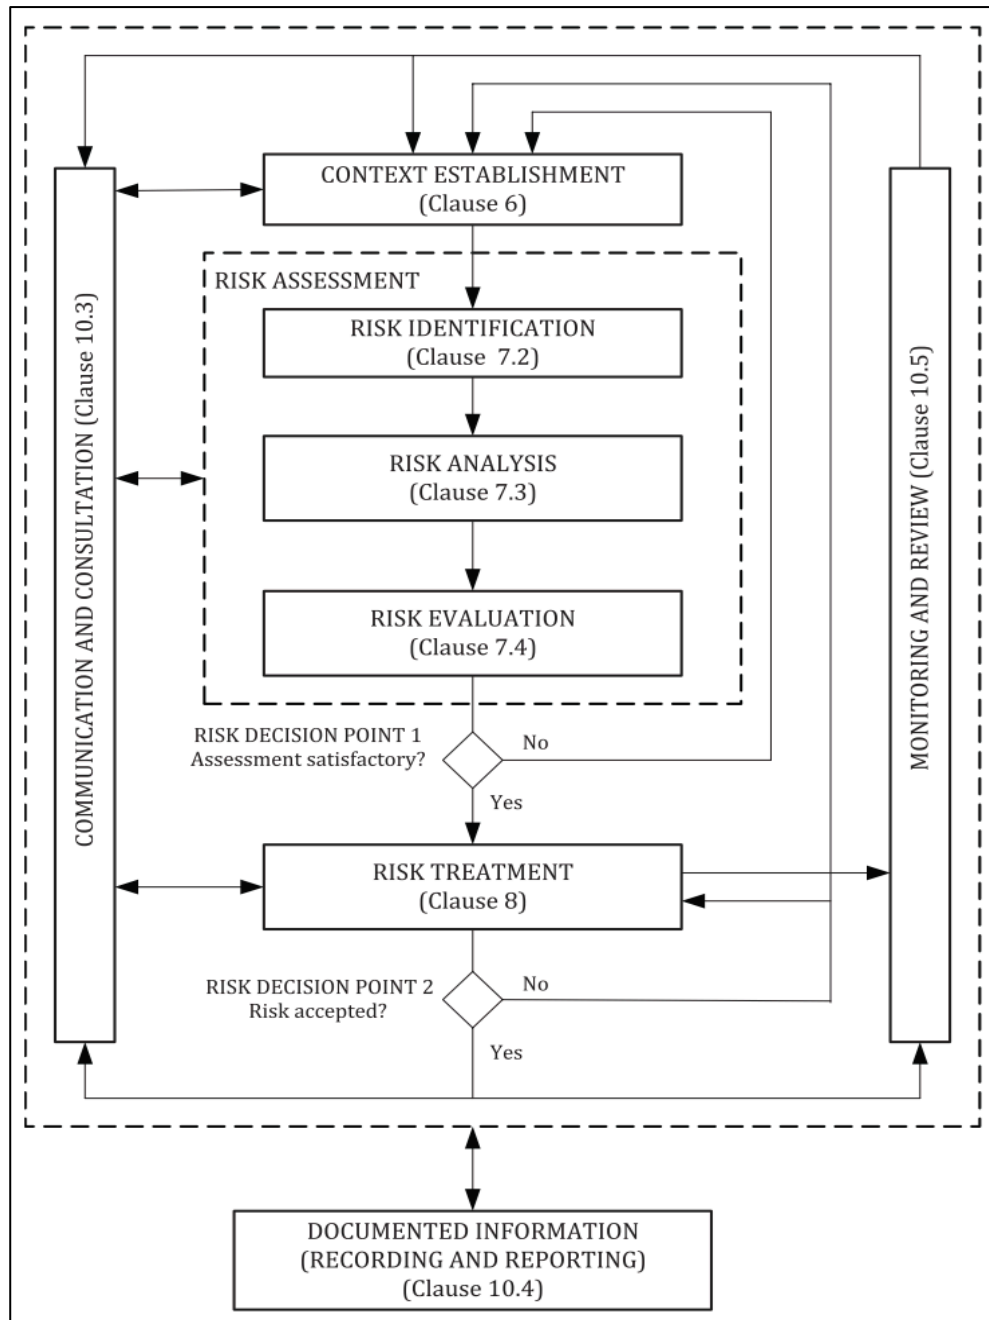 CONTEXT ESTABLISHMENT
(Clause 6)
RISK ASSESSMENT
RISK IDENTIFICATION
(Clause 7.2)
RISK ANALYSIS
(Clause 7.3)
RISK EVALUATION
(Clause 7.4)
COMMUNICATION AND CONSULTATION (Clause 10.3)
MONITORING AND REVIEW (Clause 10.5)
RISK DECISION POINT 1
Assessment satisfactory?
No
Yes
RISK TREATMENT
(Clause 8)
RISK DECISION POINT 2
Risk accepted?
No
Yes
DOCUMENTED INFORMATION
(RECORDING AND REPORTING)
(Clause 10.4)